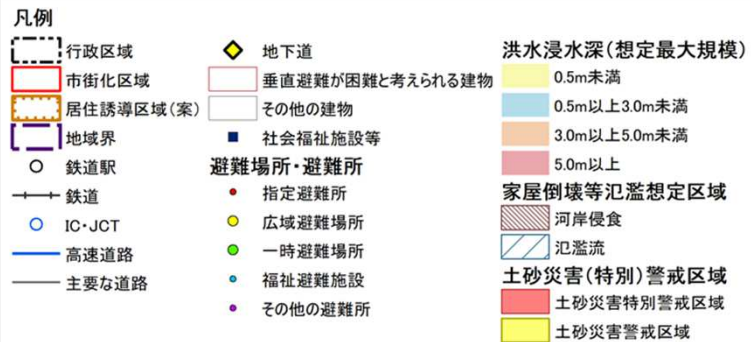 凡例
行政区域
市街化区域
居住誘導区域(案)
地域界
鉄道駅
鉄道
IC・JCT
高速道路
主要な道路
地下道
垂直避難が困難と考えられる建物
その他の建物
社会福祉施設等
避難場所・避難所
指定避難所
広域避難場所
一時避難場所
福祉避難施設
その他の避難所
洪水浸水深(想定最大規模)
0.5m未満
0.5m以上3.0m未満
3.0m以上5.0m未満
5.0m以上
家屋倒壊等氾濫想定区域
河岸侵食
氾濫流
土砂災害(特別)警戒区域
土砂災害特別警戒区域
土砂災害警戒区域